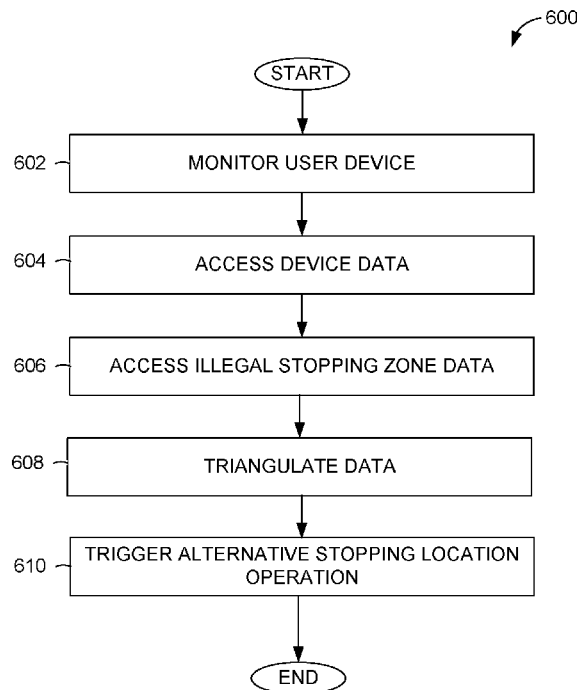 600
START
602
MONITOR USER DEVICE
604
ACCESS DEVICE DATA
606
ACCESS ILLEGAL STOPPING ZONE DATA
608
TRIANGULATE DATA
610
TRIGGER ALTERNATIVE STOPPING LOCATION
OPERATION
END